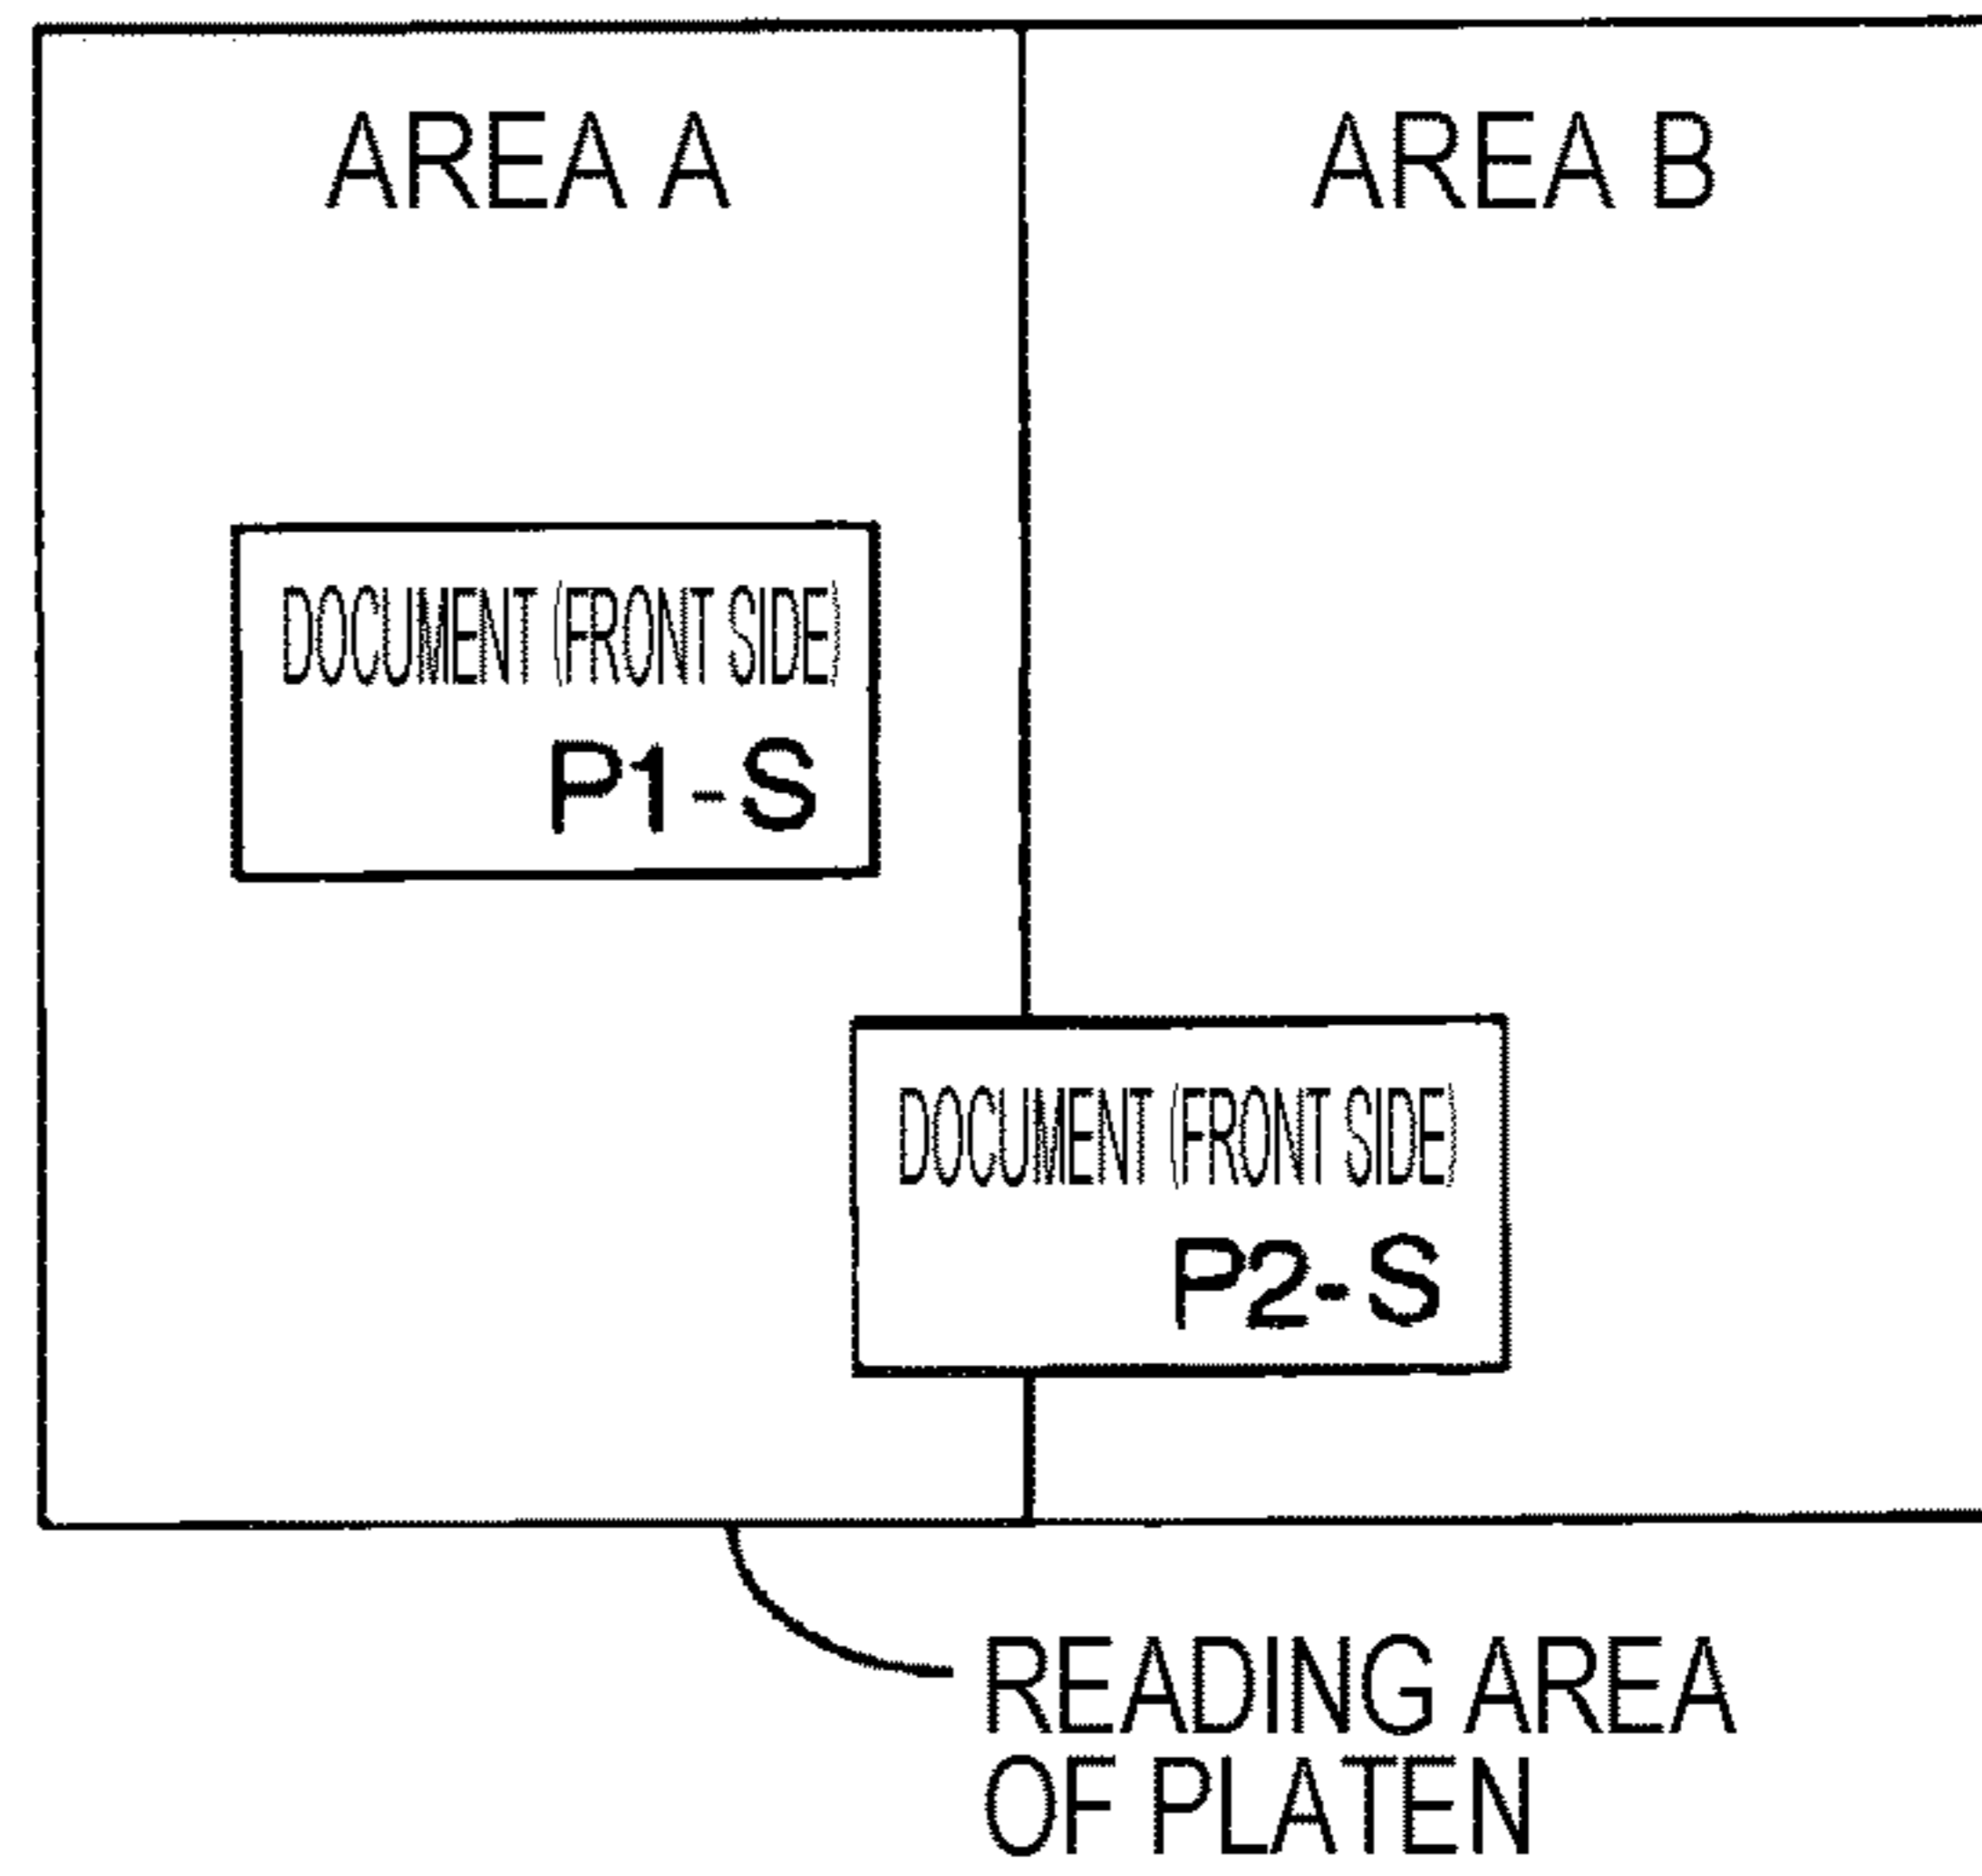 AREA A
AREA B
DOCUMENT (FRONT SIDE)
P1-S
DOCUMENT (FRONT SIDE)
P2-S
READING AREA
OF PLATEN